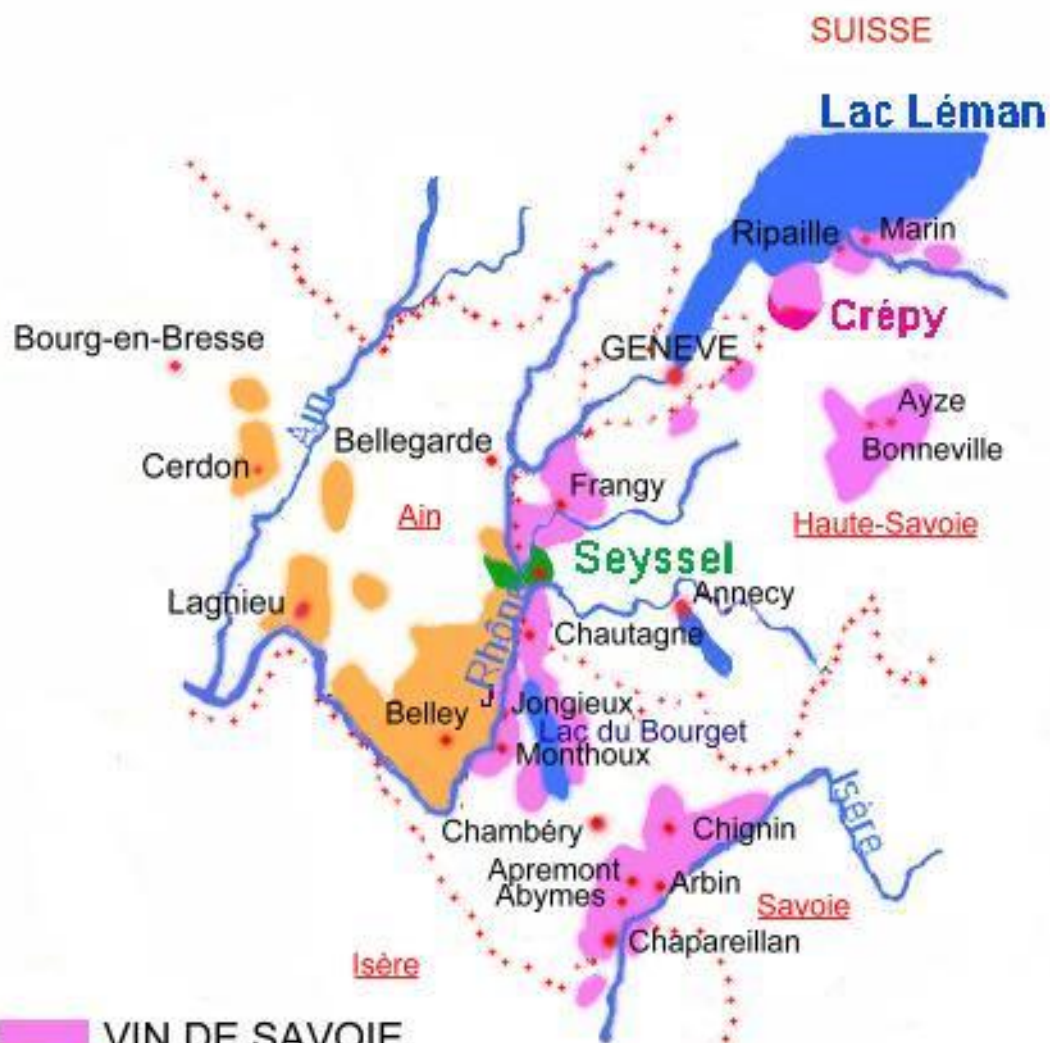 SUISSE
Lac Léman
Ripaille
Marin
Crépy
Bourg-en-Bresse
GENEVE
Ain
Ayze
Bellegarde
Bonneville
Cerdon
Frangy
Ain
Haute-Savoie
Seyssel
Annecy
Lagnieu
Chautagne
Rhône
Jongieux
Belley
Lac du Bourget
Monthoux
Isère
Chambéry
Chignin
Apremont
Arbin
Abymes
Savoie
Chapareillan
Isère
VIN DE SAVOIE